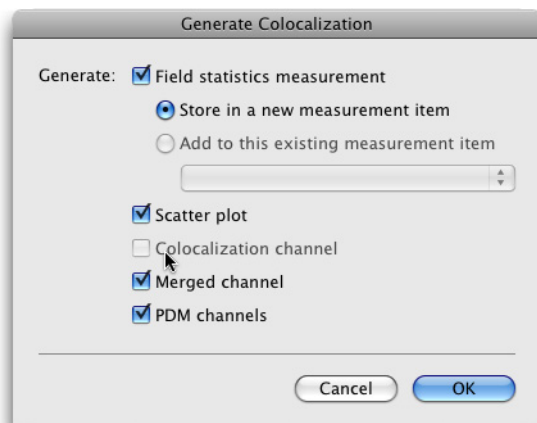 Generate Colocalization
Generate: Field statistics measurement
Store in a new measurement item
Add to this existing measurement item
Scatter plot
Colocalization channel
Merged channel
PDM channels
Cancel OK